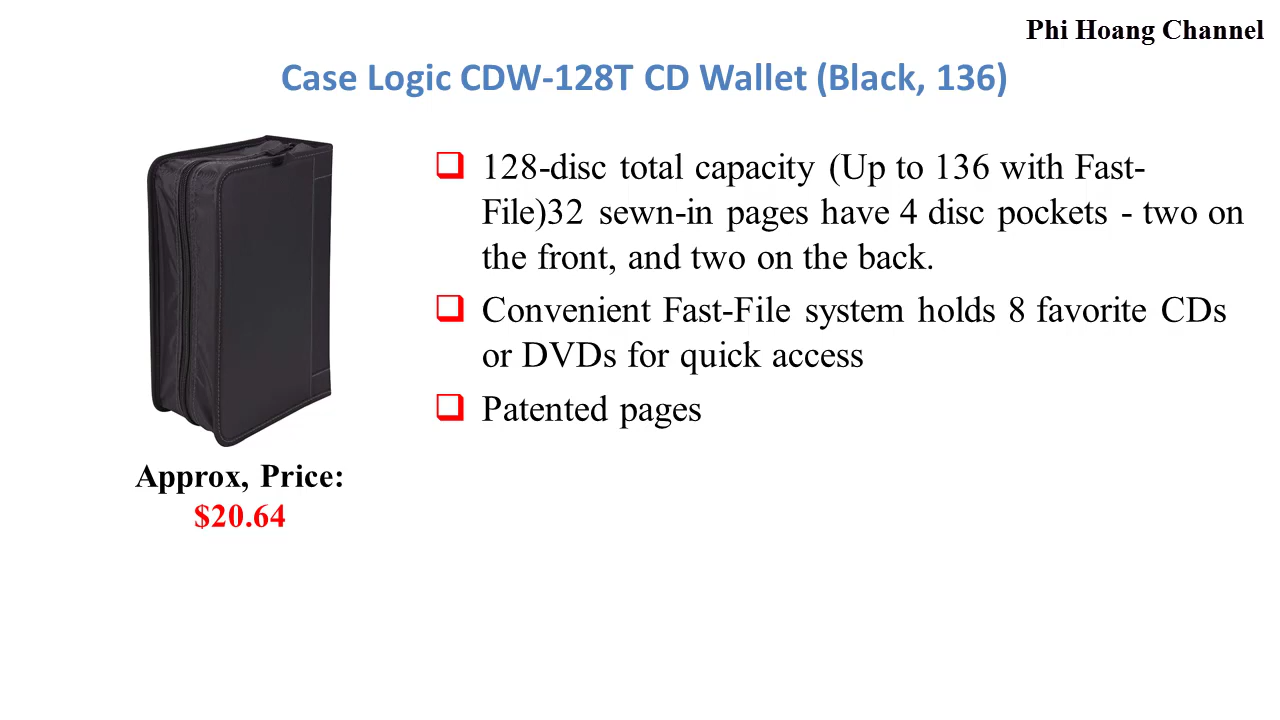 Phi Hoang Channel
Case Logic CDW-128T CD Wallet (Black, 136)
128-disc total capacity (Up to 136 with Fast-
File)32 sewn-in pages have 4 disc pockets - two on
the front, and two on the back.
Convenient Fast-File system holds 8 favorite CDs
or DVDs for quick access
Patented pages
Approx, Price:
$20.64